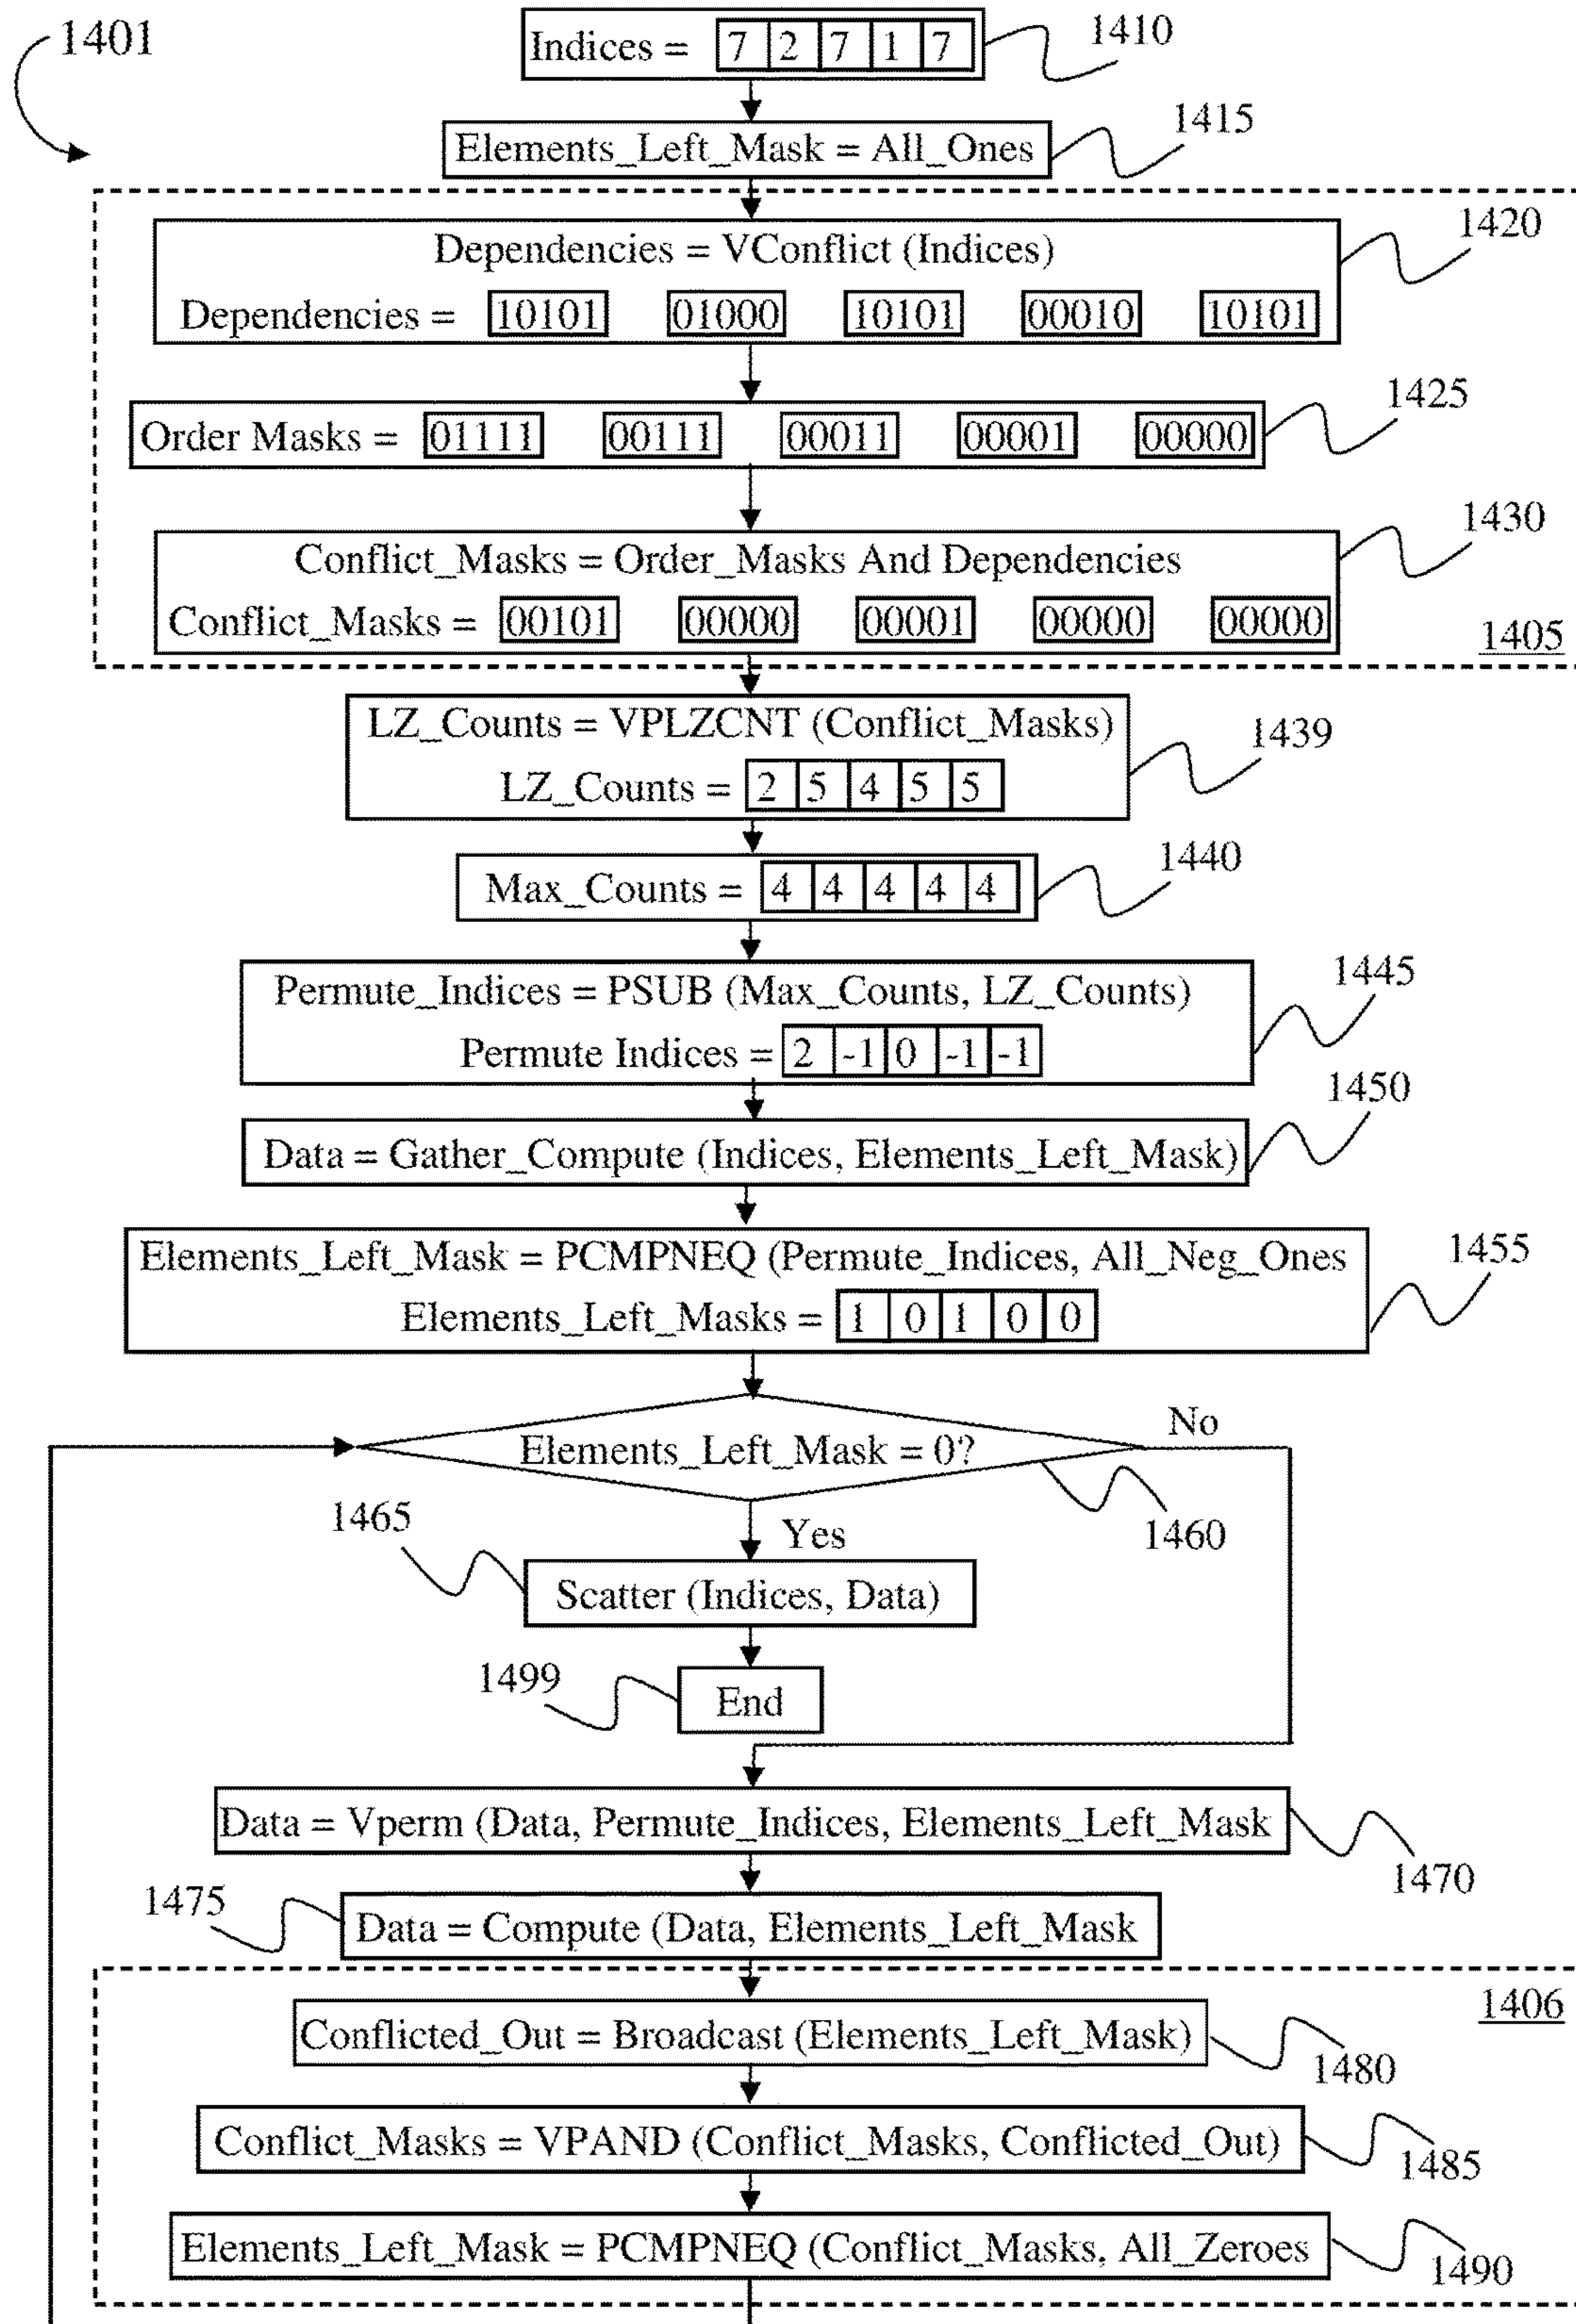 1401
Indices = 7 2 7 1 7
1410
Elements_Left_Mask = All_Ones
1415
Dependencies = VConflict (Indices)
1420
Dependencies = 10101 01000 10101 00010 10101
Order Masks = 01111 00111 00011 00001 00000
1425
Conflict_Masks = Order_Masks And Dependencies
1430
Conflict_Masks = 00101 00000 00001 00000 00000
1405
LZ_Counts = VPLZCNT (Conflict_Masks)
1439
LZ_Counts = 2 5 4 5 5
Max_Counts = 4 4 4 4 4
1440
Permute_Indices = PSUB (Max_Counts, LZ_Counts)
1445
Permute Indices = 2 -1 0 -1 -1
1450
Data = Gather_Compute (Indices, Elements_Left_Mask)
Elements_Left_Mask = PCMPNEQ (Permute_Indices, All_Neg_Ones
1455
Elements_Left_Masks = 1 0 1 0 0
Elements_Left_Mask = 0?
No
1460
Yes
1465
Scatter (Indices, Data)
1499
End
Data = Vperm (Data, Permute_Indices, Elements_Left_Mask
1470
1475
Data = Compute (Data, Elements_Left_Mask
1406
Conflicted_Out = Broadcast (Elements_Left_Mask)
1480
Conflict_Masks = VPAND (Conflict_Masks, Conflicted_Out)
1485
Elements_Left_Mask = PCMPNEQ (Conflict_Masks, All_Zeroes
1490